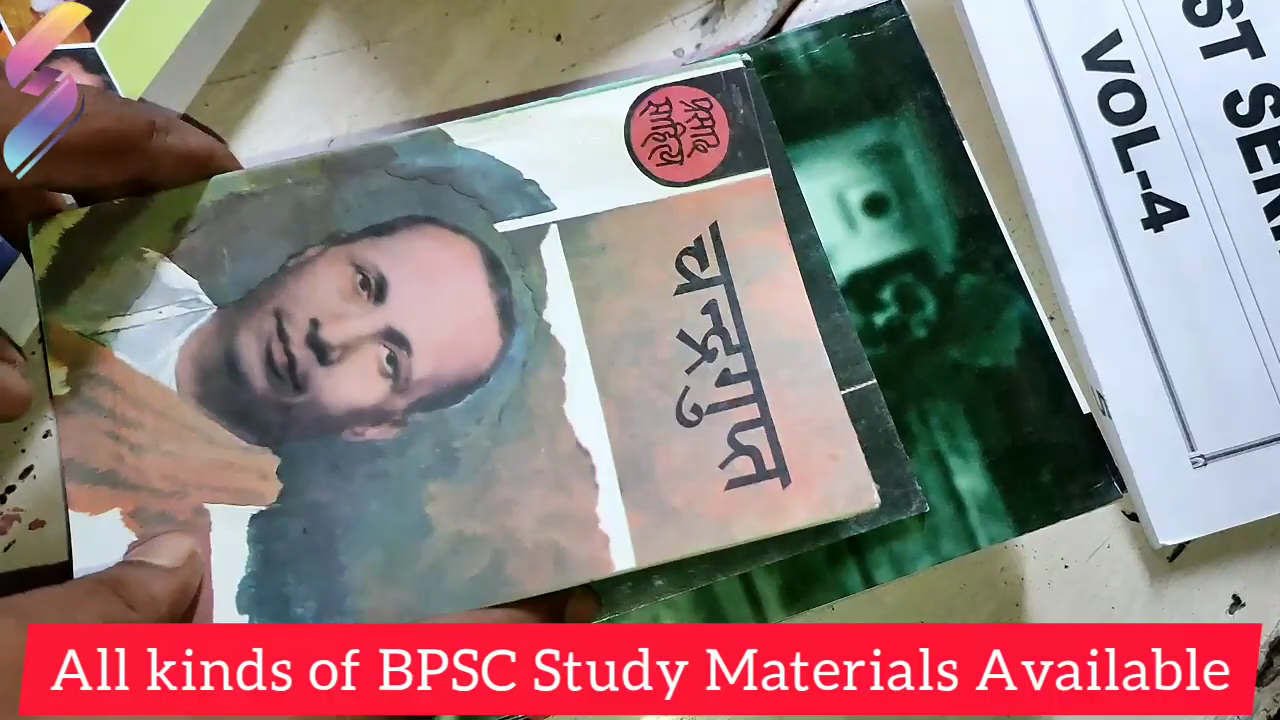 प्रसाद
साहित्य
चन्द्रगुप्त
VOL-4
All kinds of BPSC Study Materials Available